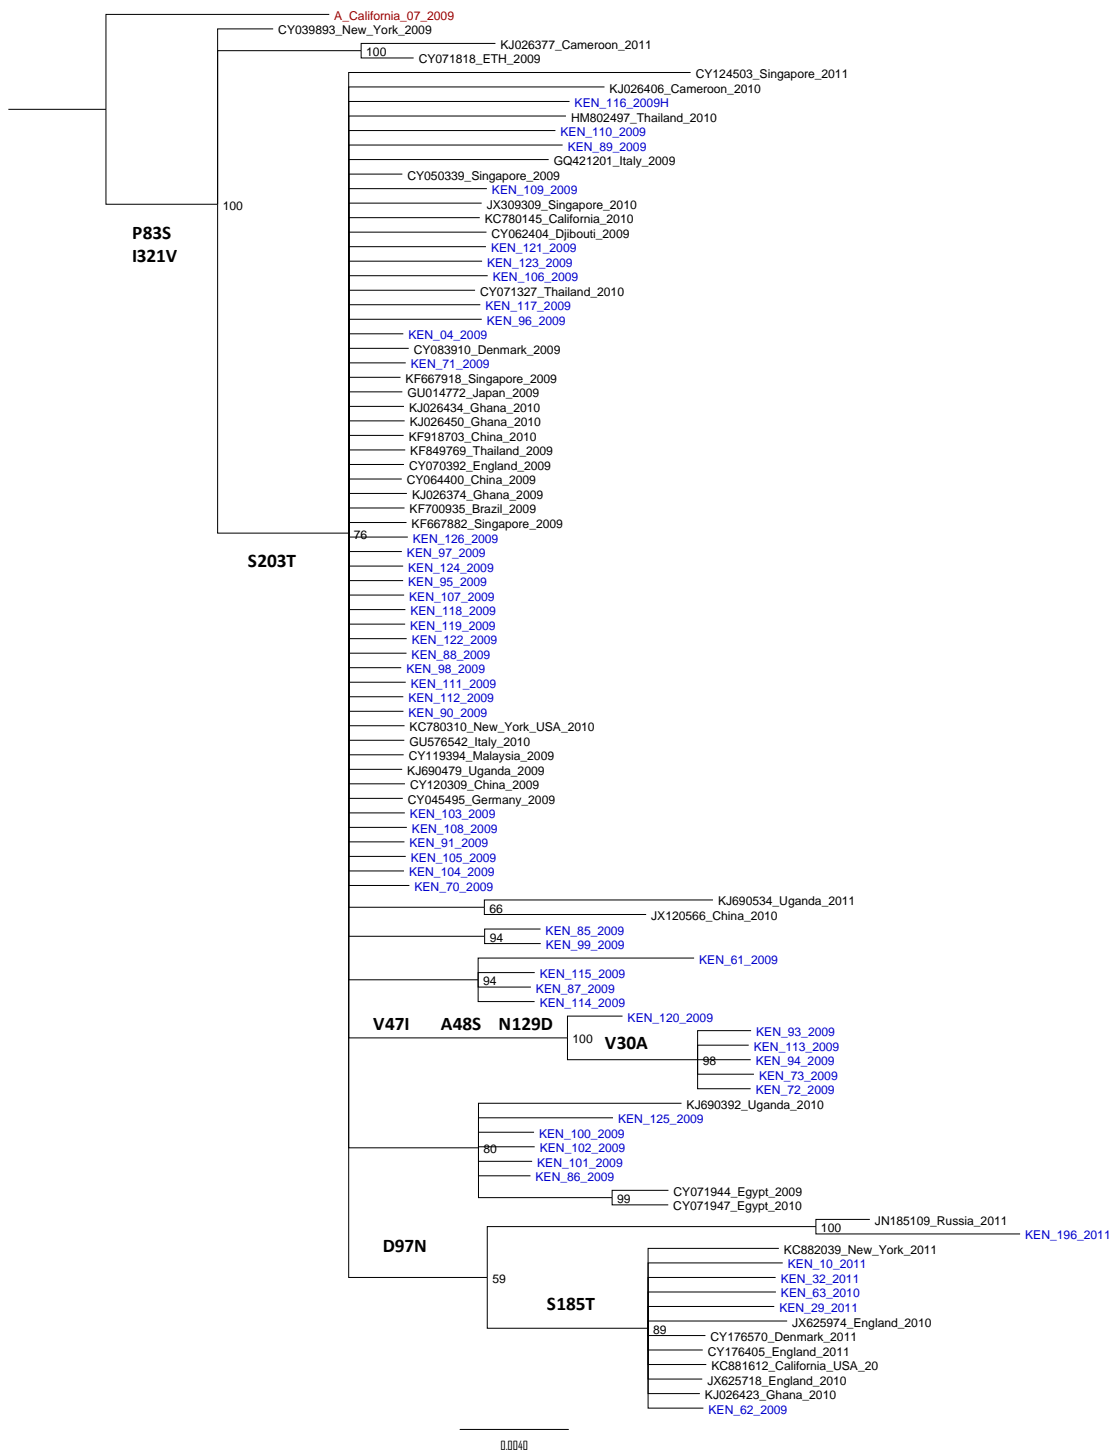 A_California_07_2009
CY039893_New_York_2009
KJ026377_Cameroon_2011
100
CY071818_ETH_2009
CY124503_Singapore_2011
KJ026406_Cameroon_2010
KEN_116_2009H
HM802497_Thailand_2010
KEN_110_2009
KEN_89_2009
GQ421201_Italy_2009
CY050339_Singapore_2009
KEN_109_2009
JX309309_Singapore_2010
100
KC780145_California_2010
P83S
CY062404_Djibouti_2009
KEN_121_2009
I321V
KEN_123_2009
KEN_106_2009
CY071327_Thailand_2010
KEN_117_2009
KEN_96_2009
KEN_04_2009
CY083910_Denmark_2009
KEN_71_2009
KF667918_Singapore_2009
GU014772_Japan_2009
KJ026434_Ghana_2010
KJ026450_Ghana_2010
KF918703_China_2010
KF849769_Thailand_2009
CY070392_England_2009
CY064400_China_2009
KJ026374_Ghana_2009
KF700935_Brazil_2009
KF667882_Singapore_2009
76
KEN_126_2009
KEN_97_2009
S203T
KEN_124_2009
KEN_95_2009
KEN_107_2009
KEN_118_2009
KEN_119_2009
KEN_122_2009
KEN_88_2009
KEN_98_2009
KEN_111_2009
KEN_112_2009
KEN_90_2009
KC780310_New_York_USA_2010
GU576542_Italy_2010
CY119394_Malaysia_2009
KJ690479_Uganda_2009
CY120309_China_2009
CY045495_Germany_2009
KEN_103_2009
KEN_108_2009
KEN_91_2009
KEN_105_2009
KEN_104_2009
KEN_70_2009
KJ690534_Uganda_2011
66
JX120566_China_2010
KEN_85_2009
94
KEN_99_2009
KEN_61_2009
KEN_115_2009
94
KEN_87_2009
KEN_114_2009
KEN_120_2009
V47I A48S N129D
KEN_93_2009
100 V30A
KEN_113_2009
98
KEN_94_2009
KEN_73_2009
KEN_72_2009
KJ690392_Uganda_2010
KEN_125_2009
KEN_100_2009
80
KEN_102_2009
KEN_101_2009
KEN_86_2009
CY071944_Egypt_2009
99
CY071947_Egypt_2010
JN185109_Russia_2011
100
KEN_196_2011
D97N
KC882039_New_York_2011
KEN_10_2011
59
KEN_32_2011
KEN_63_2010
S185T
KEN_29_2011
JX625974_England_2010
89
CY176570_Denmark_2011
CY176405_England_2011
KC881612_California_USA_20
JX625718_England_2010
KJ026423_Ghana_2010
KEN_62_2009
0.0040